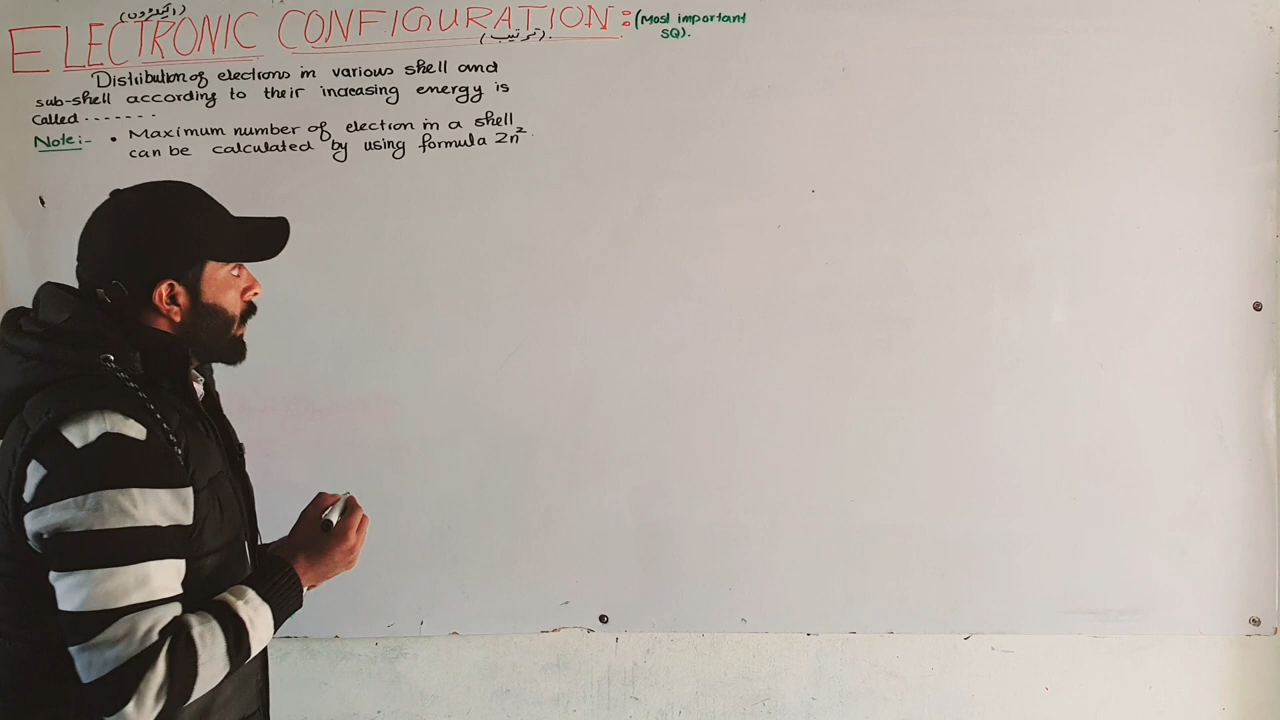 (الیکٹرون)
ELECTRONIC CONFIGURATION:
(ترتیب)
(Most important
SQ).
Distribution of electrons in various shell and
sub-shell according to their increasing energy is
Called .......
Note:- • Maximum number of election in a shell
can be calculated by using formula 2n².